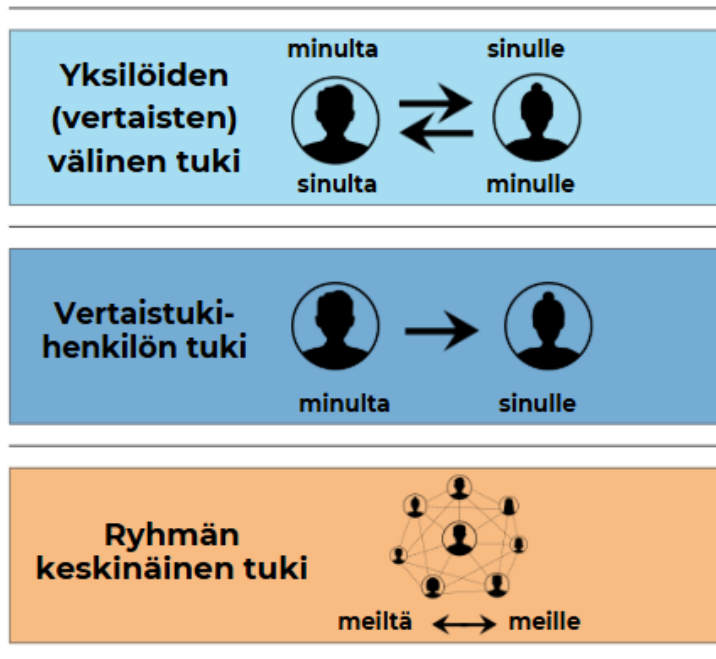 Yksilöiden
(vertaisten)
välinen tuki
minulta
sinulle
sinulta
minulle
Vertaistuki-
henkilön tuki
minulta
sinulle
Ryhmän
keskinäinen tuki
meiltä
meille